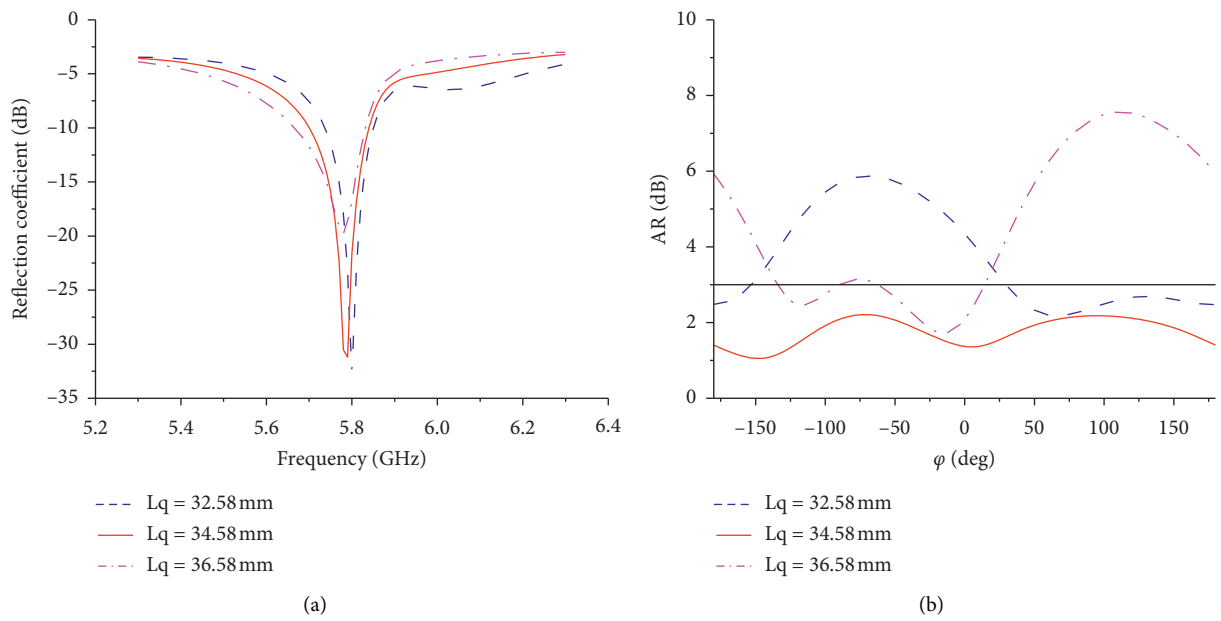 0
−5
−10
−15
−20
−25
−30
−35
Reflection coefficient (dB)
5.2 5.4 5.6 5.8 6.0 6.2 6.4
Frequency (GHz)
Lq = 32.58 mm
Lq = 34.58 mm
Lq = 36.58 mm
(a)
10
8
6
4
2
0
AR (dB)
−150 −100 −50 0 50 100 150
φ (deg)
Lq = 32.58 mm
Lq = 34.58 mm
Lq = 36.58 mm
(b)